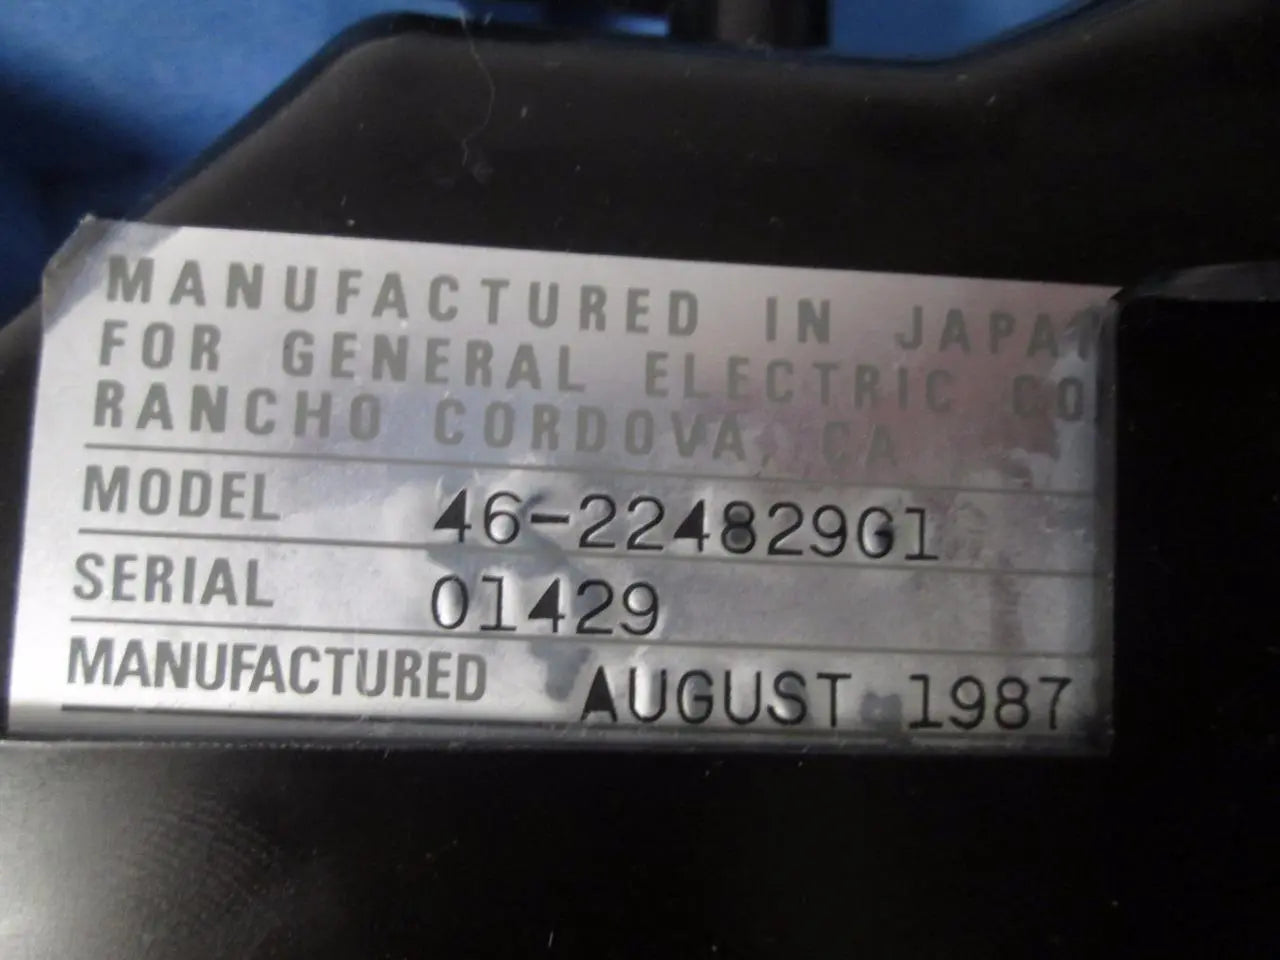 MANUFACTURED IN JAPAN
FOR GENERAL ELECTRIC CO
RANCHO CORDOVA, CA
MODEL 46-224829G1
SERIAL 01429
MANUFACTURED AUGUST 1987